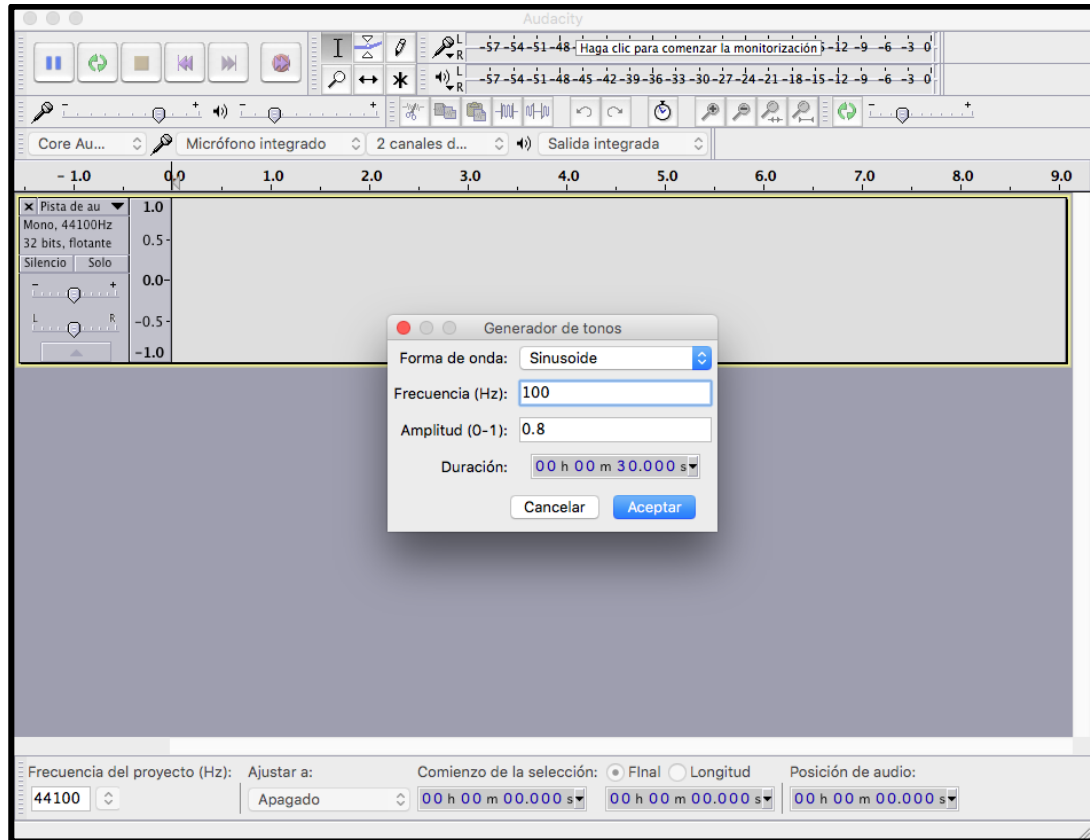 Audacity
L
R
-57 -54 -51 -48 Haga clic para comenzar la monitorización -12 -9 -6 -3 0
L
R
-57 -54 -51 -48 -45 -42 -39 -36 -33 -30 -27 -24 -21 -18 -15 -12 -9 -6 -3 0
- + - + - +
Core Au... Micrófono integrado 2 canales d... Salida integrada
- 1.0 0.0 1.0 2.0 3.0 4.0 5.0 6.0 7.0 8.0 9.0
x Pista de au 1.0
Mono, 44100Hz
32 bits, flotante 0.5
Silencio Solo
- + 0.0
L R -0.5
-1.0
Generador de tonos
Forma de onda: Sinusoide
Frecuencia (Hz): 100
Amplitud (0-1): 0.8
Duración: 00 h 00 m 30.000 s
Cancelar Aceptar
Frecuencia del proyecto (Hz): Ajustar a: Comienzo de la selección: FInal Longitud Posición de audio:
44100 Apagado 00 h 00 m 00.000 s 00 h 00 m 00.000 s 00 h 00 m 00.000 s